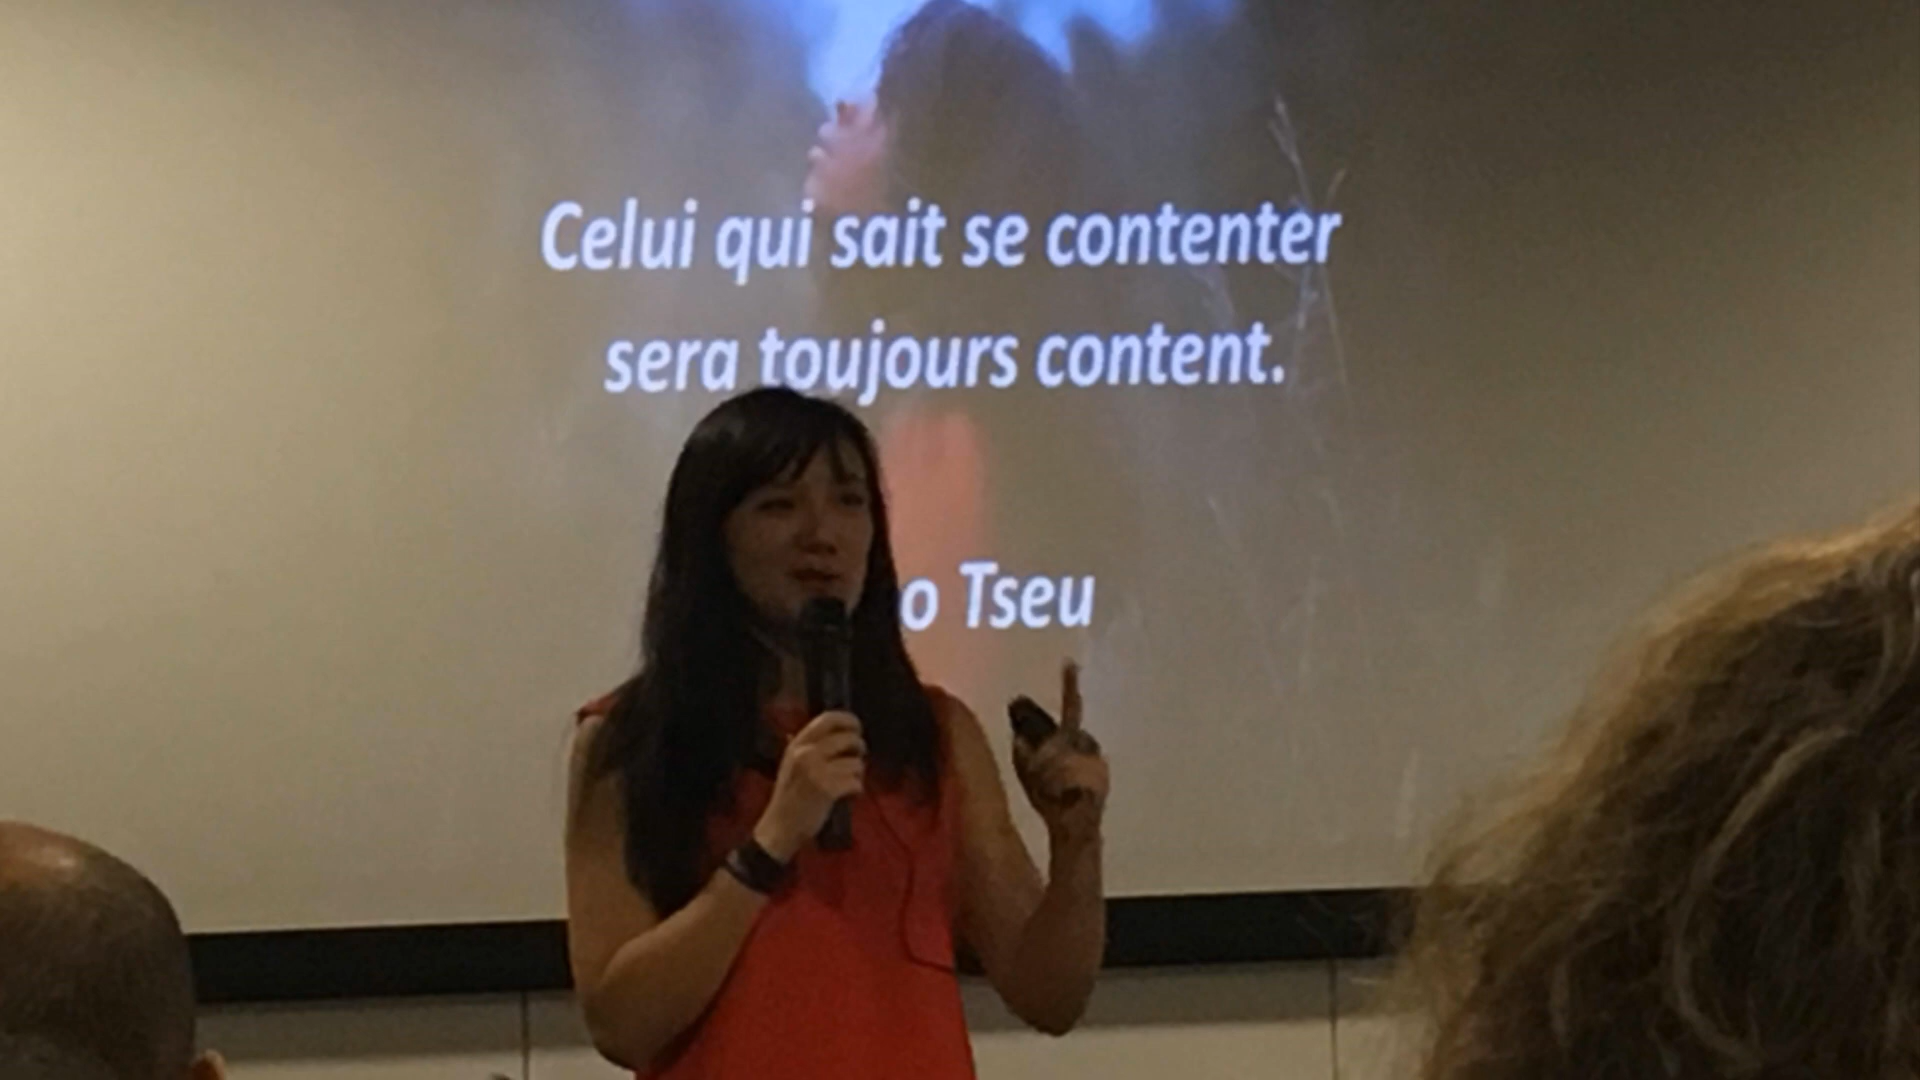 Celui qui sait se contenter
sera toujours content.
o Tseu